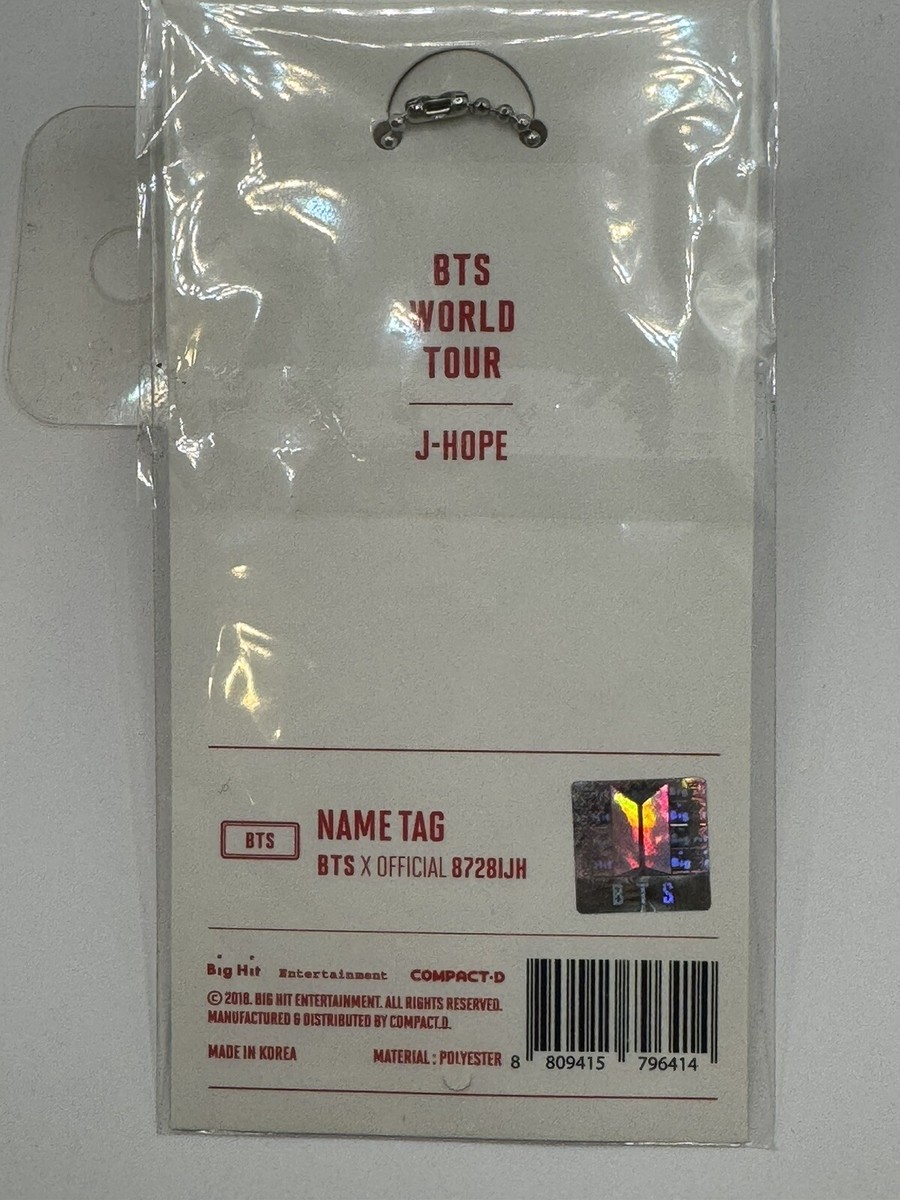 BTS
WORLD
TOUR
J-HOPE
BTS
NAME TAG
BTS X OFFICIAL 8728IJH
BTS
Big Hit Entertainment COMPACT·D
© 2018. BIG HIT ENTERTAINMENT. ALL RIGHTS RESERVED.
MANUFACTURED & DISTRIBUTED BY COMPACT.D.
MADE IN KOREA MATERIAL : POLYESTER
8 809415 796414